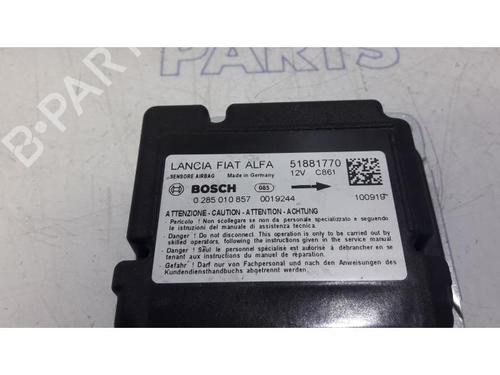 PARTS
B-PARTS
LANCIA FIAT ALFA 51881770
SENSORE AIRBAG Made in Germany 12V C861
BOSCH 085
0 285 010 857 0019244 100919
ATTENZIONE - CAUTION - ATTENTION - ACHTUNG
- Pericolo ! Non scollegare se non da personale specializzato e seguendo
le istruzioni del manuale di assistenza tecnica.
- Danger ! Do not disconnect. This operation is only to be carried out by
skilled operators, following the instructions given in the service manual.
- Danger ! Seul le personnel spécialisé est autorisé à débrancher en se
tenant aux instructions du manuel de réparation.
- Gefahr ! Darf nur von Fachpersonal und nach den Anweisungen des
Kundendiensthandbuchs abgetrennt werden.